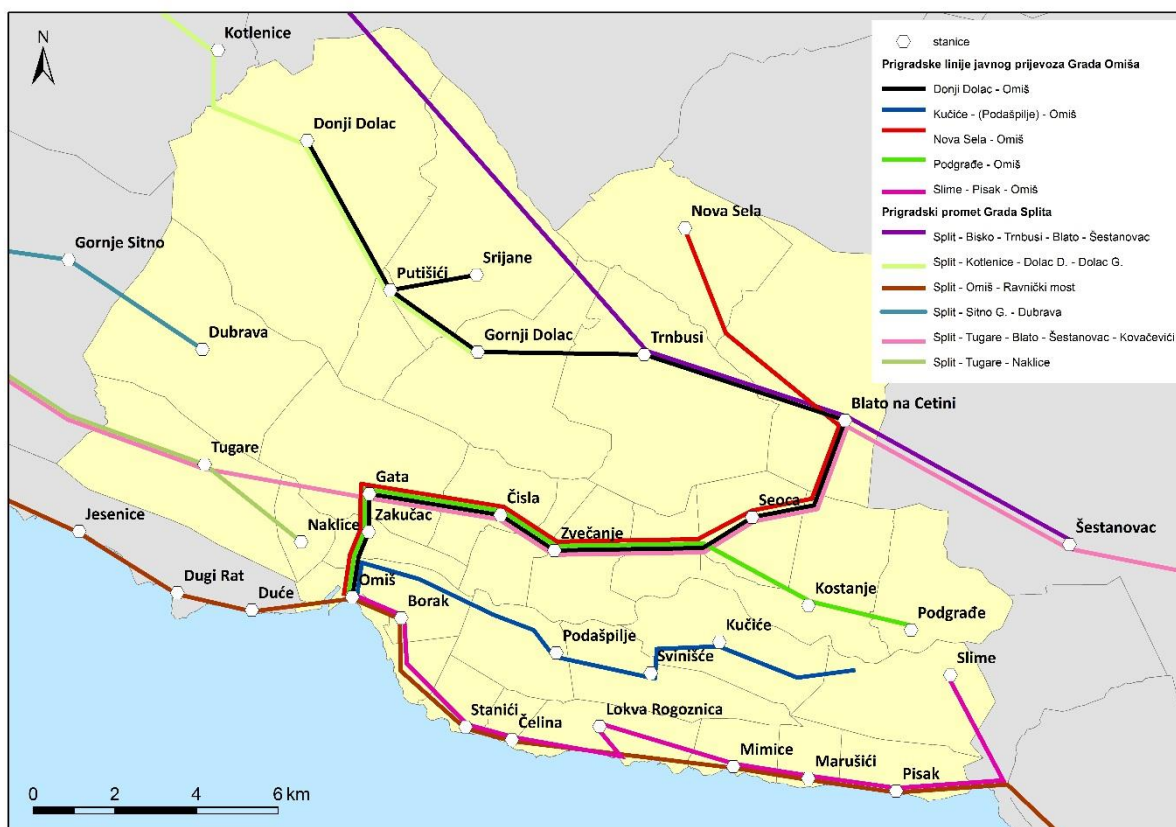 N
Kotlenice
Donji Dolac
Nova Sela
Gornje Sitno
Srijane
Putišići
Dubrava
Gornji Dolac
Trnbusi
Blato na Cetini
Tugare
Gata
Čisla
Seoca
Jesenice
Naklice
Zakučac
Zvečanje
Šestanovac
Dugi Rat
Duće
Omiš
Borak
Kostanje
Podgrađe
Podašpilje
Kučiće
Svinišće
Slime
Stanići
Čelina
Lokva Rogoznica
Mimice
Marušići
Pisak
0 2 4 6 km
stanice
Prigradske linije javnog prijevoza Grada Omiša
Donji Dolac - Omiš
Kučiće - (Podašpilje) - Omiš
Nova Sela - Omiš
Podgrađe - Omiš
Slime - Pisak - Omiš
Prigradski promet Grada Splita
Split - Bisko - Trnbusi - Blato - Šestanovac
Split - Kotlenice - Dolac D. - Dolac G.
Split - Omiš - Ravnički most
Split - Sitno G. - Dubrava
Split - Tugare - Blato - Šestanovac - Kovačevići
Split - Tugare - Naklice